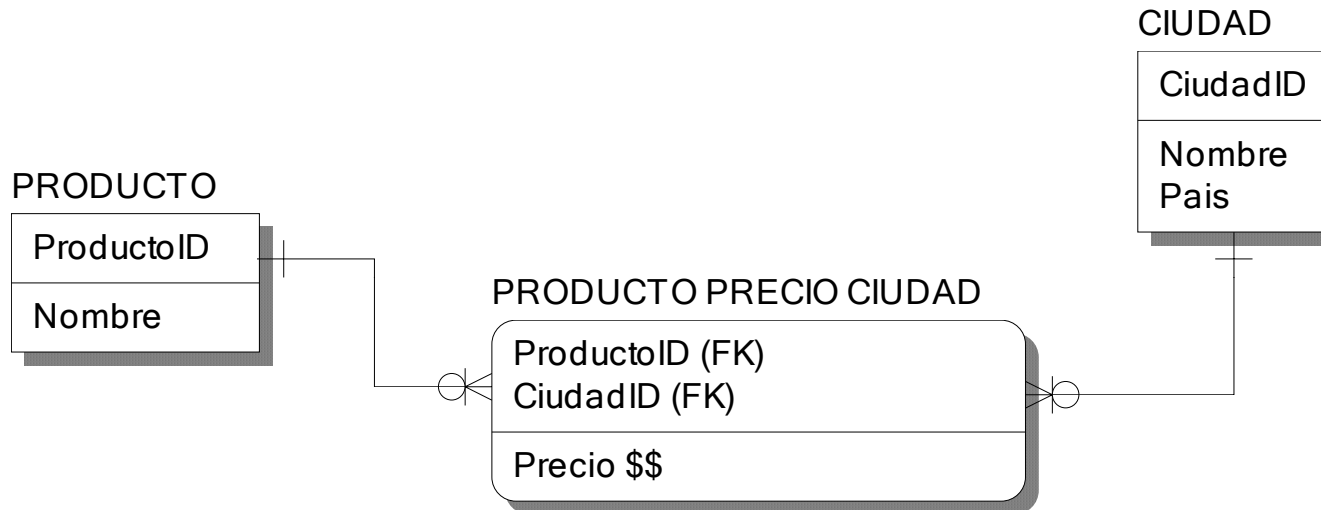 CIUDAD
CiudadID
Nombre
Pais
PRODUCTO
ProductoID
Nombre
PRODUCTO PRECIO CIUDAD
ProductoID (FK)
CiudadID (FK)
Precio $$